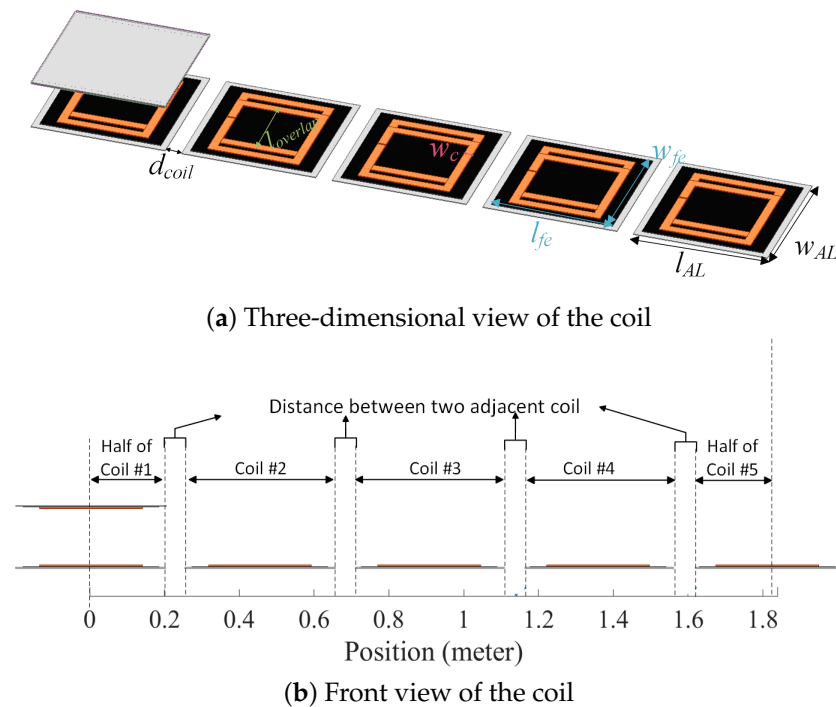 d_coil
l_overlap
w_c
w_fe
l_fe
l_AL
w_AL
(a) Three-dimensional view of the coil
Distance between two adjacent coil
Half of
Coil #1
Coil #2
Coil #3
Coil #4
Half of
Coil #5
0 0.2 0.4 0.6 0.8 1 1.2 1.4 1.6 1.8
Position (meter)
(b) Front view of the coil